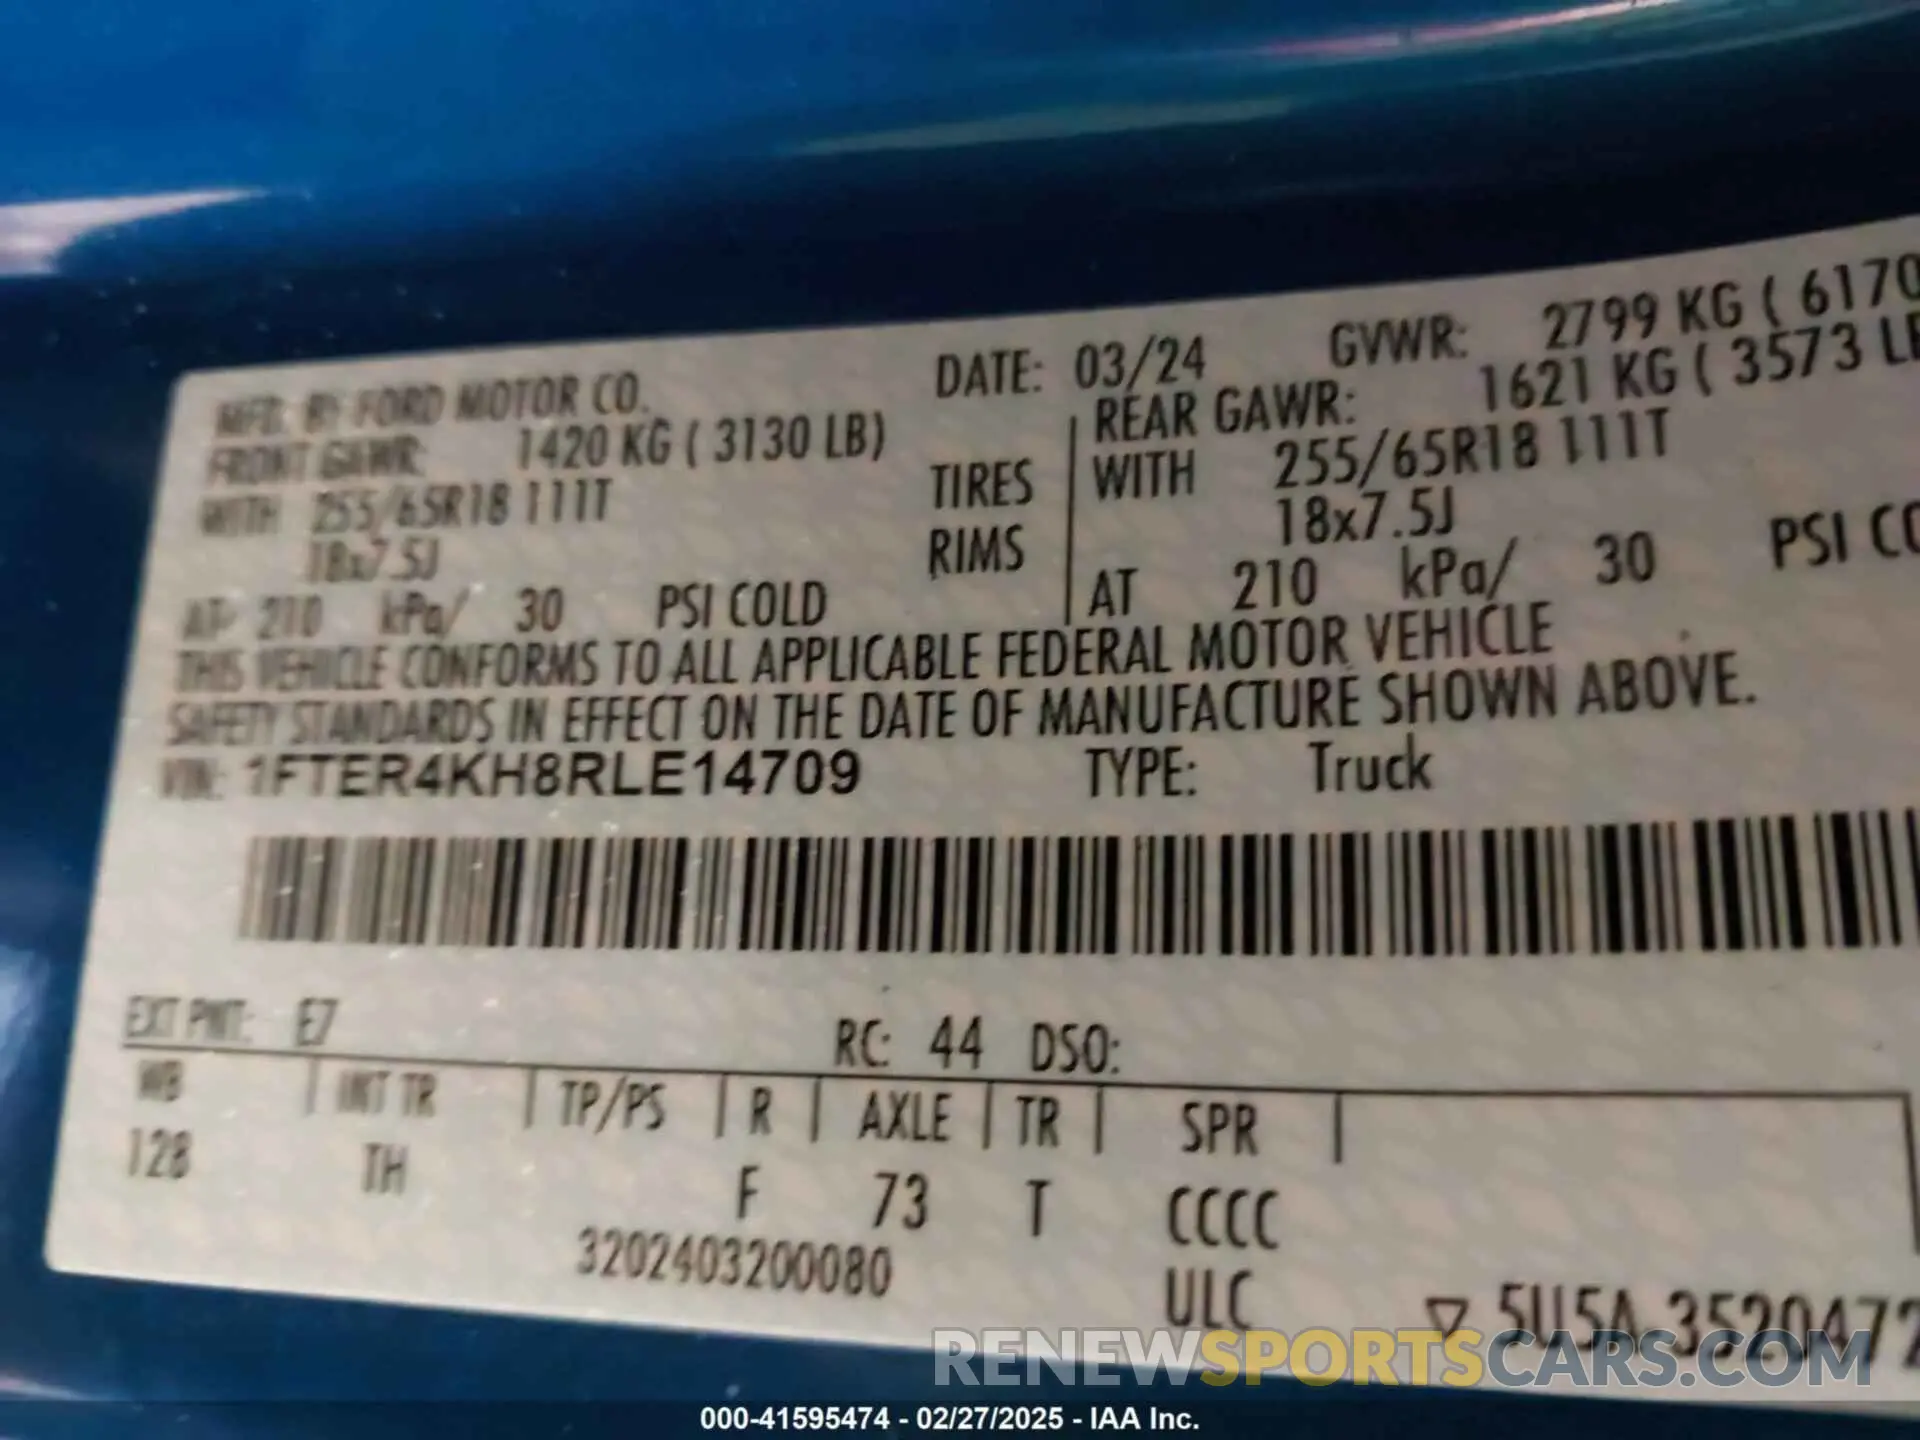 MFD. BY FORD MOTOR CO.
DATE: 03/24 GVWR: 2799 KG ( 6170
FRONT GAWR: 1420 KG ( 3130 LB)
REAR GAWR: 1621 KG ( 3573 LB
WITH 255/65R18 111T TIRES WITH 255/65R18 111T
18x7.5J RIMS 18x7.5J
AT 210 kPa/ 30 PSI COLD AT 210 kPa/ 30 PSI CO
THIS VEHICLE CONFORMS TO ALL APPLICABLE FEDERAL MOTOR VEHICLE
SAFETY STANDARDS IN EFFECT ON THE DATE OF MANUFACTURE SHOWN ABOVE.
VIN: 1FTER4KH8RLE14709 TYPE: Truck
EXT PNT: E7 RC: 44 DSO:
WB | INT TR | TP/PS | R | AXLE | TR | SPR |
128 TH F 73 T CCCC
3202403200080 ULC
▽ 5U5A-3520472
RENEWSPORTSCARS.COM
000-41595474 - 02/27/2025 - IAA Inc.